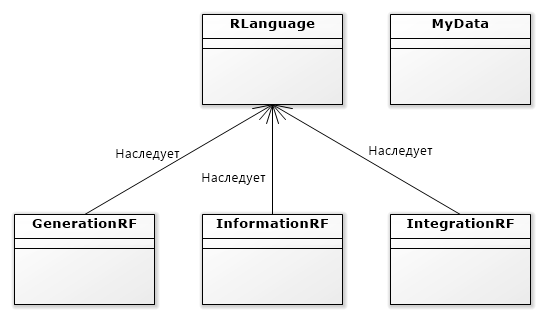 RLanguage
MyData
Наследует
Наследует
Наследует
GenerationRF
InformationRF
IntegrationRF